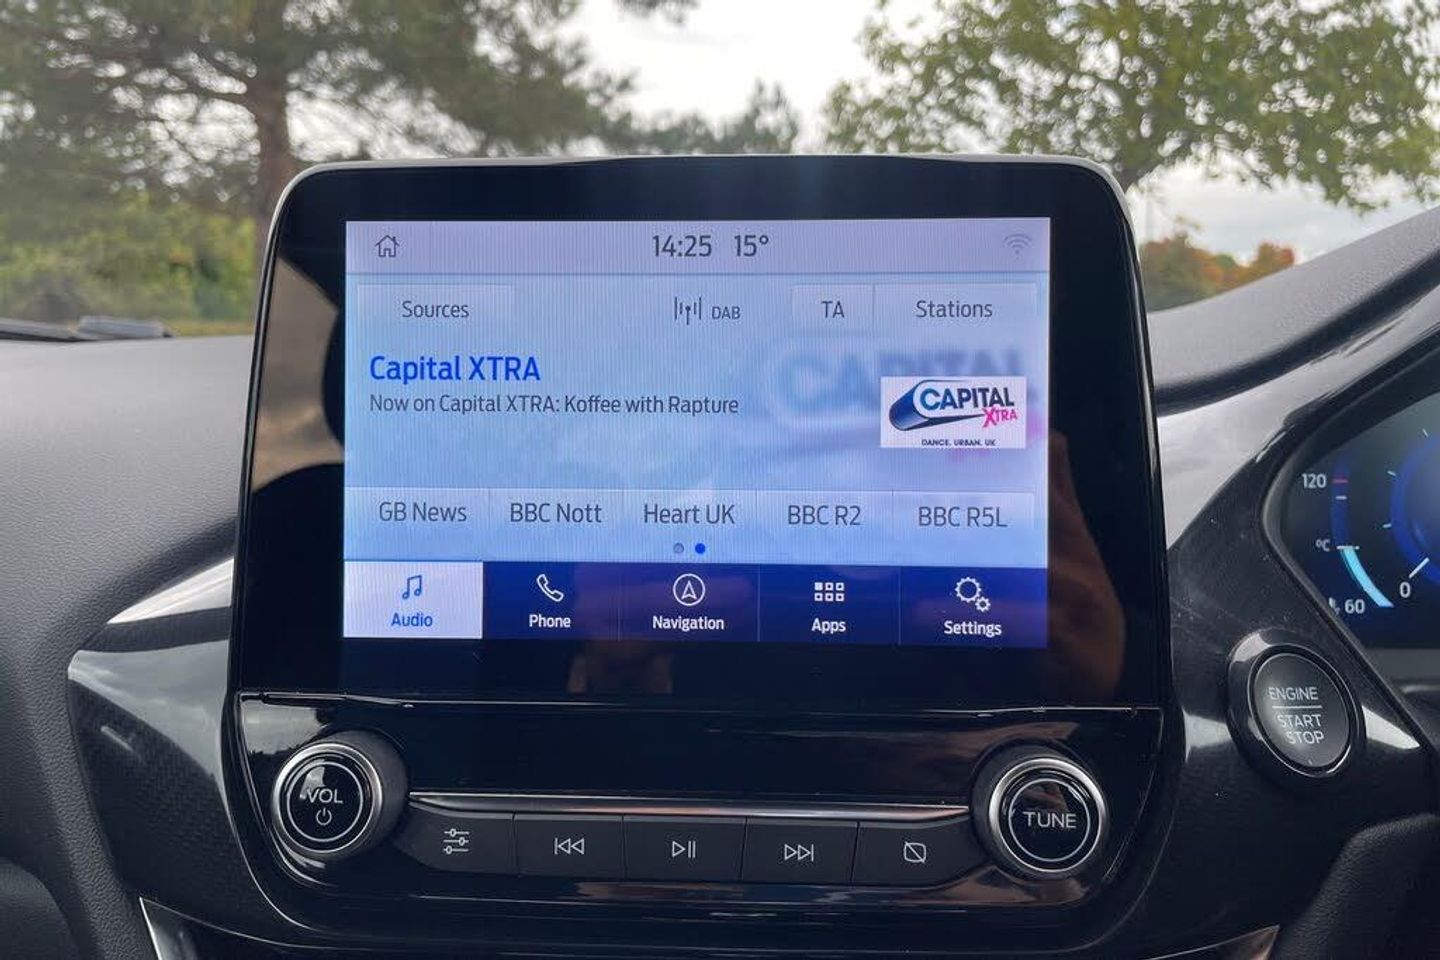 14:25 15°
Sources DAB TA Stations
Capital XTRA
Now on Capital XTRA: Koffee with Rapture
CAPITAL
CAPITAL
XTRA
DANCE. URBAN. UK
GB News BBC Nott Heart UK BBC R2 BBC R5L
Audio Phone Navigation Apps Settings
120
°C
60
0
ENGINE
START
STOP
VOL
TUNE